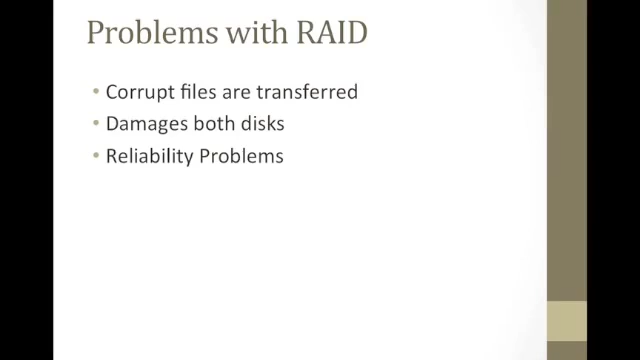 Problems with RAID
• Corrupt files are transferred
• Damages both disks
• Reliability Problems